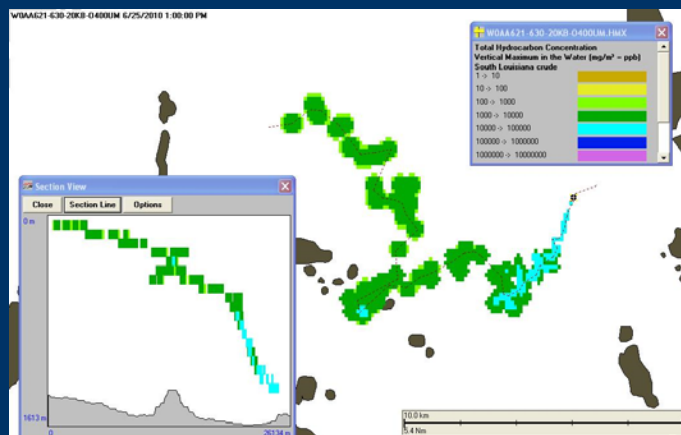 W0AA621-630-20KB-O400UM 6/25/2010 1:00:00 PM
W0AA621-630-20KB-O400UM.HMX
Total Hydrocarbon Concentration
Vertical Maximum in the Water (mg/m³ ~ ppb)
South Louisiana crude
1 -> 10
10 -> 100
100 -> 1000
1000 -> 10000
10000 -> 100000
100000 -> 1000000
1000000 -> 10000000
Section View
Close Section Line Options
0 m
1613 m
0 26134 m
10.0 km
5.4 Nm